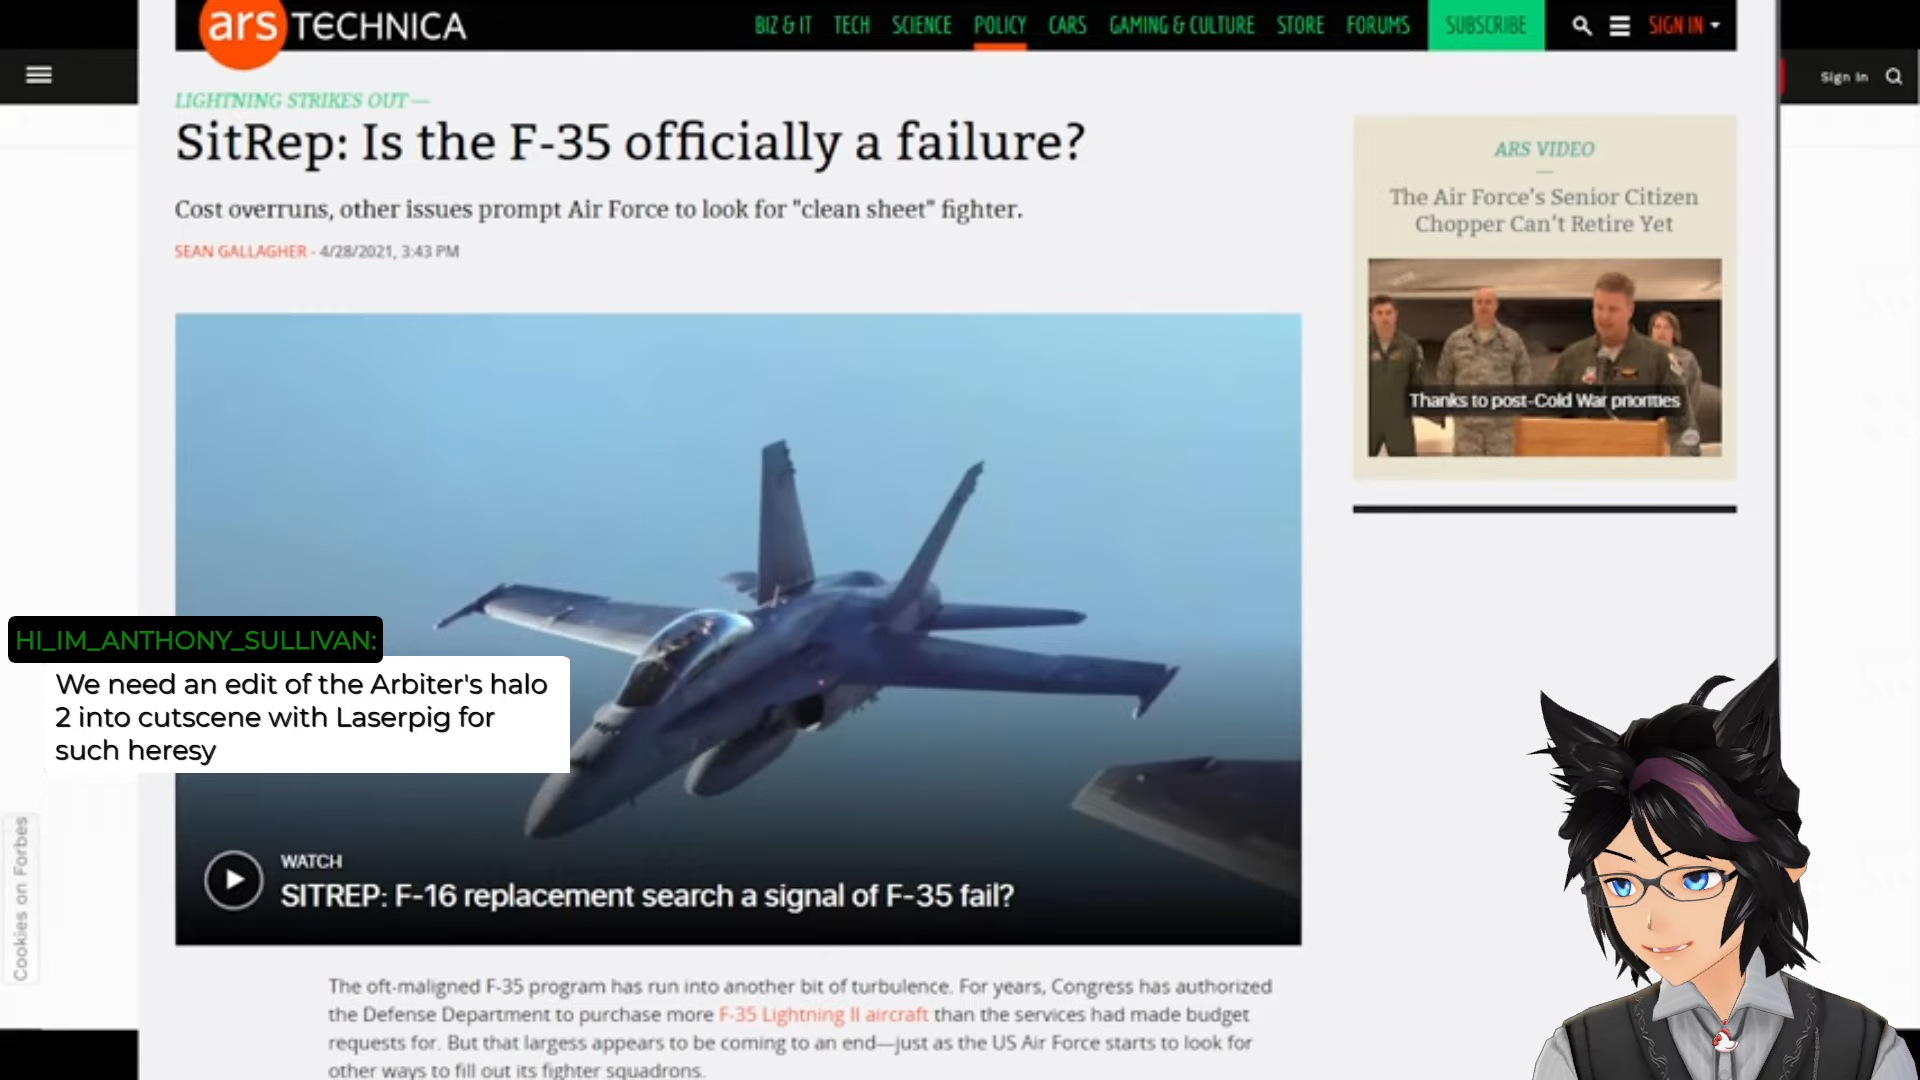 ars TECHNICA
BIZ & IT TECH SCIENCE POLICY CARS GAMING & CULTURE STORE FORUMS SUBSCRIBE SIGN IN
Sign In
LIGHTNING STRIKES OUT —
SitRep: Is the F-35 officially a failure?
Cost overruns, other issues prompt Air Force to look for "clean sheet" fighter.
SEAN GALLAGHER - 4/28/2021, 3:43 PM
ARS VIDEO
The Air Force's Senior Citizen
Chopper Can't Retire Yet
Thanks to post-Cold War priorities
HI_IM_ANTHONY_SULLIVAN:
We need an edit of the Arbiter's halo
2 into cutscene with Laserpig for
such heresy
WATCH
SITREP: F-16 replacement search a signal of F-35 fail?
Cookies on Forbes
The oft-maligned F-35 program has run into another bit of turbulence. For years, Congress has authorized
the Defense Department to purchase more F-35 Lightning II aircraft than the services had made budget
requests for. But that largess appears to be coming to an end—just as the US Air Force starts to look for
other ways to fill out its fighter squadrons.